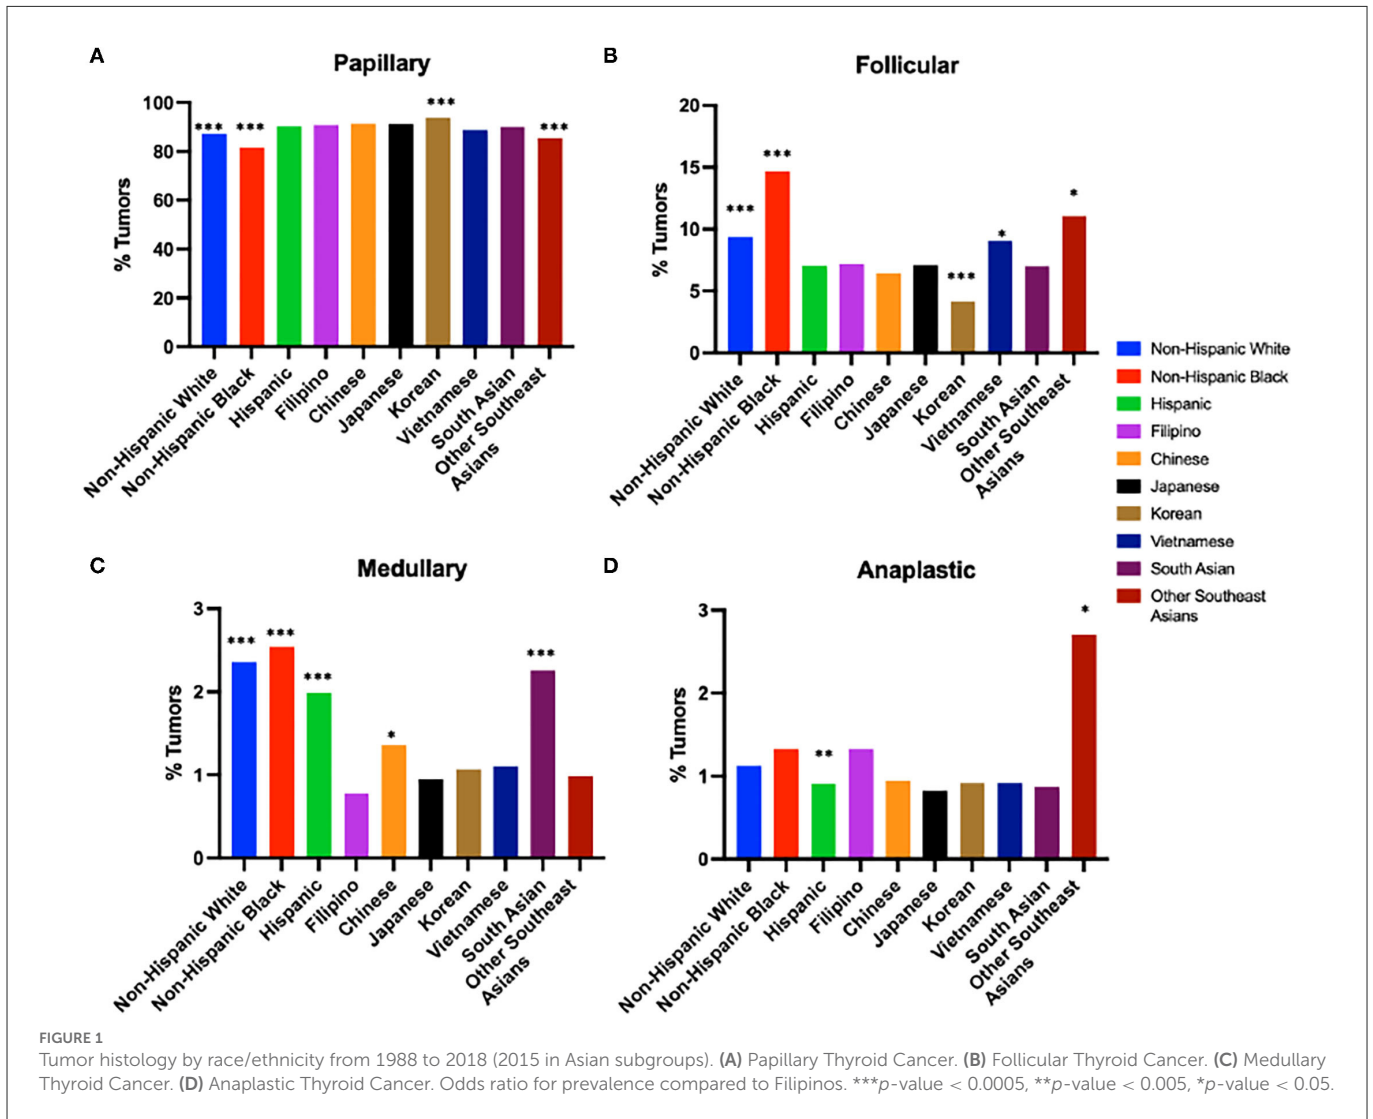 A
Papillary
***
***
***
***
100
80
60
40
20
0
% Tumors
Non-Hispanic White
Non-Hispanic Black
Hispanic
Filipino
Chinese
Japanese
Korean
Vietnamese
South Asian
Other Southeast
Asians
B
Follicular
***
***
***
*
*
20
15
10
5
0
% Tumors
Non-Hispanic White
Non-Hispanic Black
Hispanic
Filipino
Chinese
Japanese
Korean
Vietnamese
South Asian
Other Southeast
Asians
Non-Hispanic White
Non-Hispanic Black
Hispanic
Filipino
Chinese
Japanese
Korean
Vietnamese
South Asian
Other Southeast
Asians
C
Medullary
***
***
***
*
***
3
2
1
0
% Tumors
Non-Hispanic White
Non-Hispanic Black
Hispanic
Filipino
Chinese
Japanese
Korean
Vietnamese
South Asian
Other Southeast
Asians
D
Anaplastic
**
*
3
2
1
0
% Tumors
Non-Hispanic White
Non-Hispanic Black
Hispanic
Filipino
Chinese
Japanese
Korean
Vietnamese
South Asian
Other Southeast
Asians
FIGURE 1
Tumor histology by race/ethnicity from 1988 to 2018 (2015 in Asian subgroups). (A) Papillary Thyroid Cancer. (B) Follicular Thyroid Cancer. (C) Medullary
Thyroid Cancer. (D) Anaplastic Thyroid Cancer. Odds ratio for prevalence compared to Filipinos. ***p-value < 0.0005, **p-value < 0.005, *p-value < 0.05.